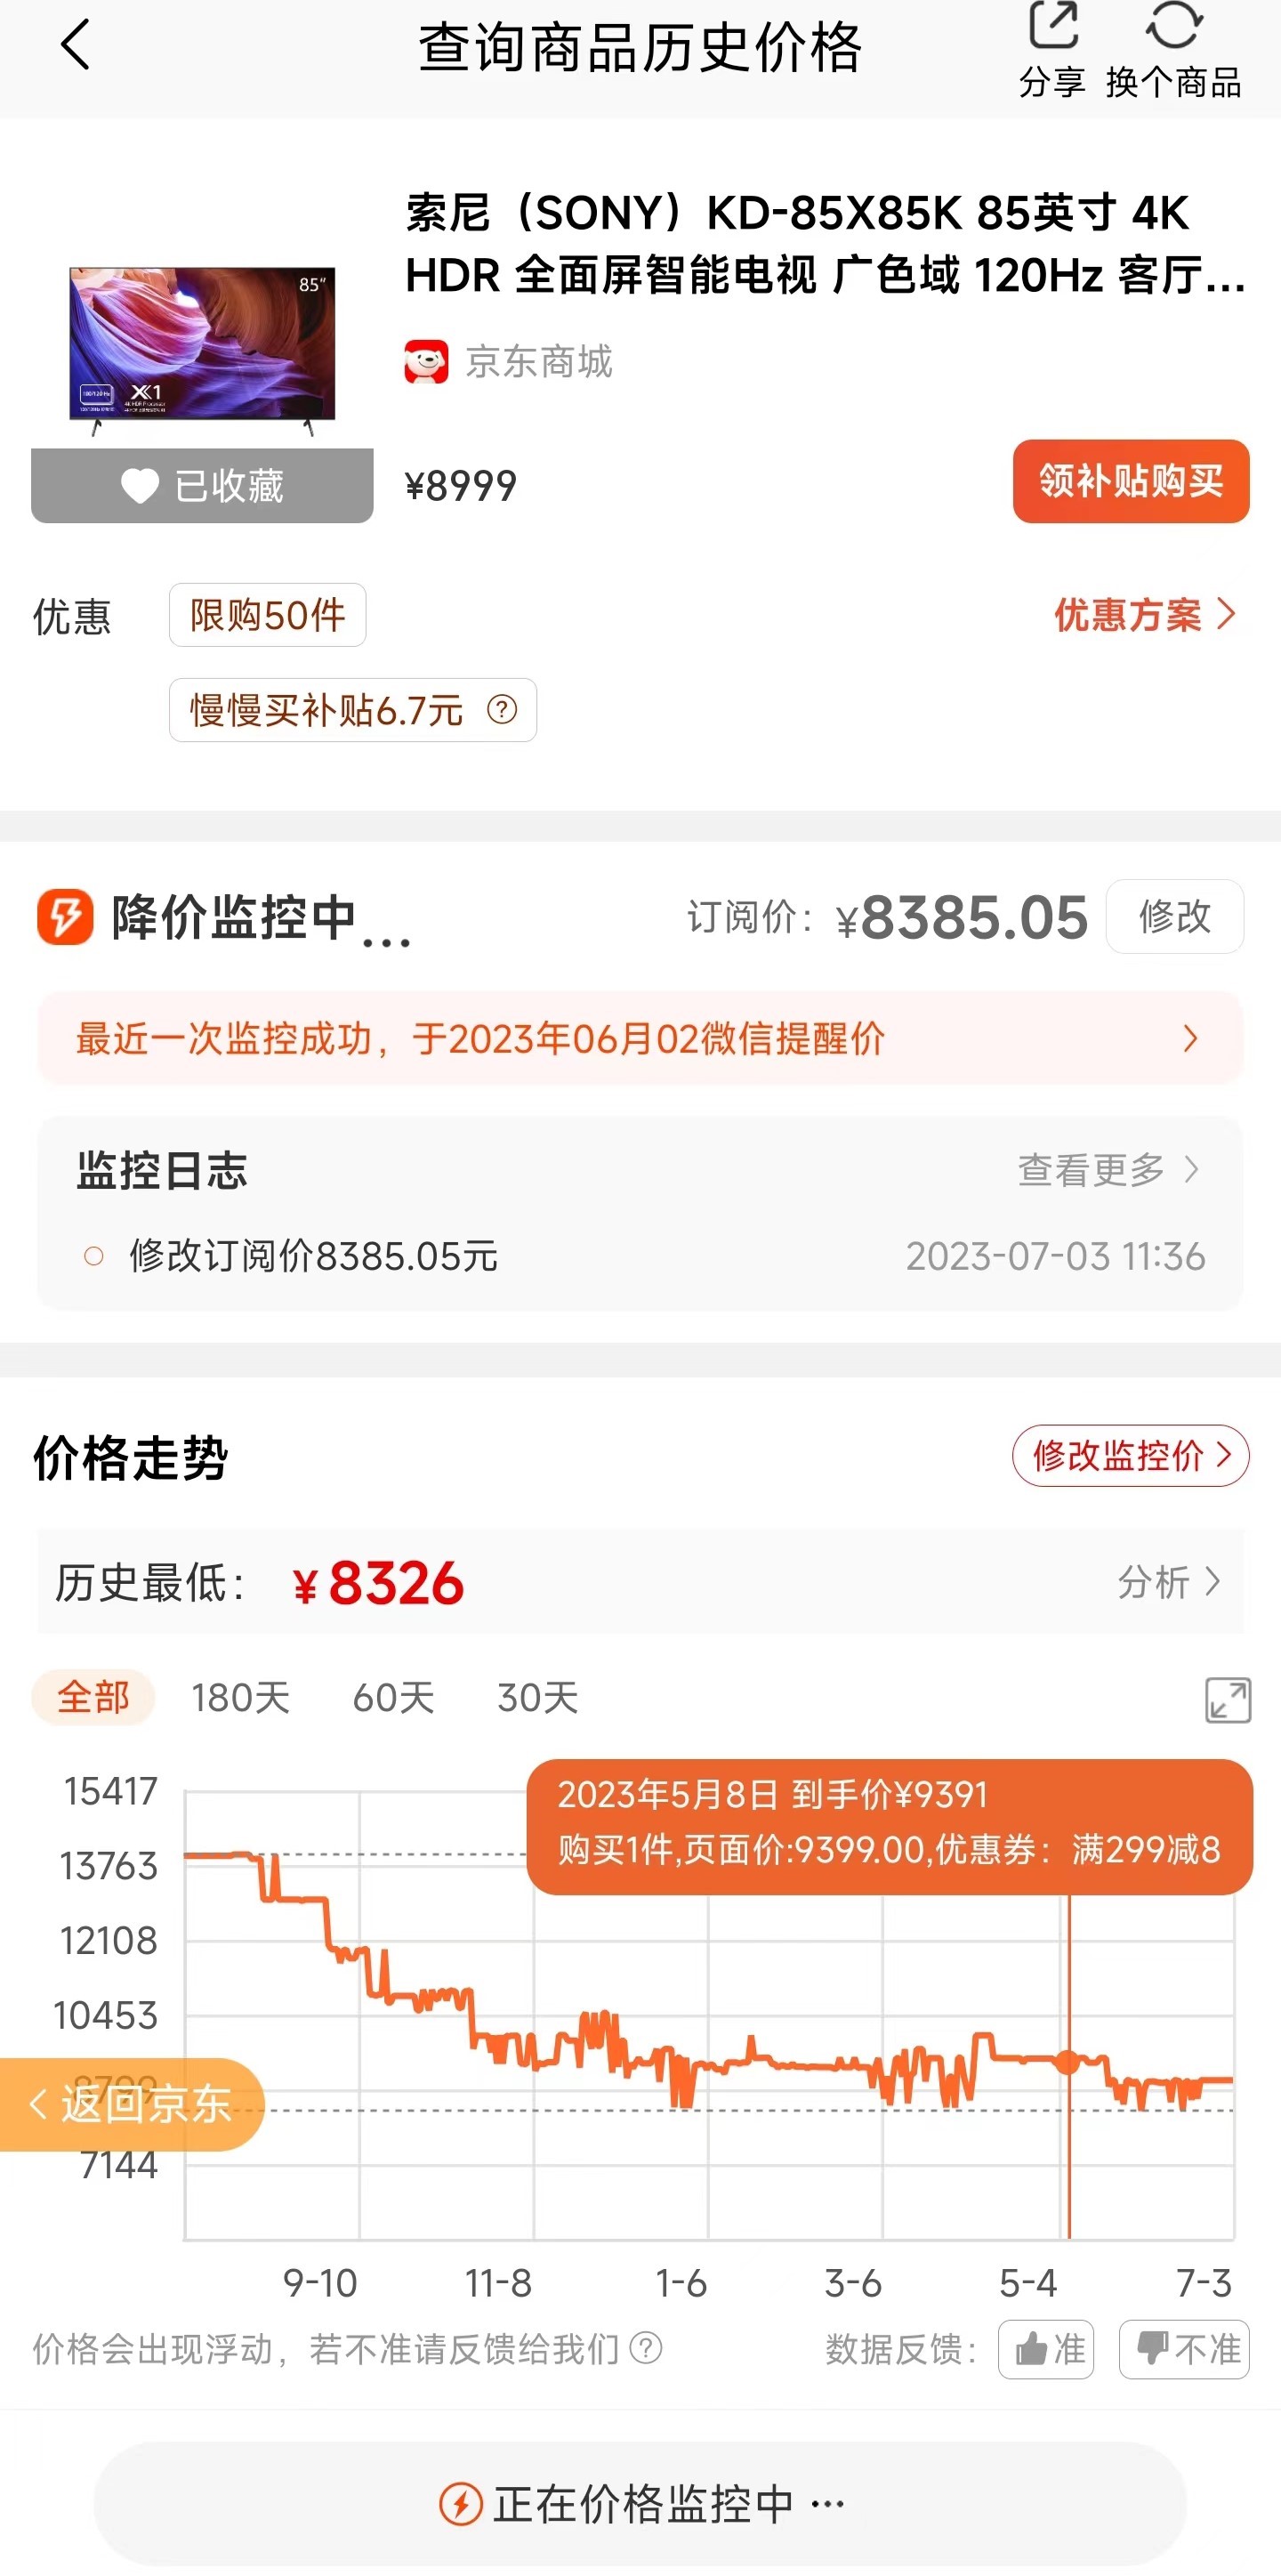 查询商品历史价格
分享 换个商品
索尼（SONY）KD-85X85K 85英寸 4K
HDR 全面屏智能电视 广色域 120Hz 客厅...
85"
X1
京东商城
已收藏
¥8999
领补贴购买
优惠
限购50件
优惠方案
慢慢买补贴6.7元
降价监控中...
订阅价：¥8385.05
修改
最近一次监控成功，于2023年06月02微信提醒价
监控日志
查看更多
修改订阅价8385.05元
2023-07-03 11:36
价格走势
修改监控价
历史最低：¥8326
分析
全部 180天 60天 30天
2023年5月8日 到手价¥9391
购买1件,页面价:9399.00,优惠券：满299减8
15417
13763
12108
10453
8799
返回京东
7144
9-10 11-8 1-6 3-6 5-4 7-3
价格会出现浮动，若不准请反馈给我们
数据反馈：
准
不准
正在价格监控中 ···